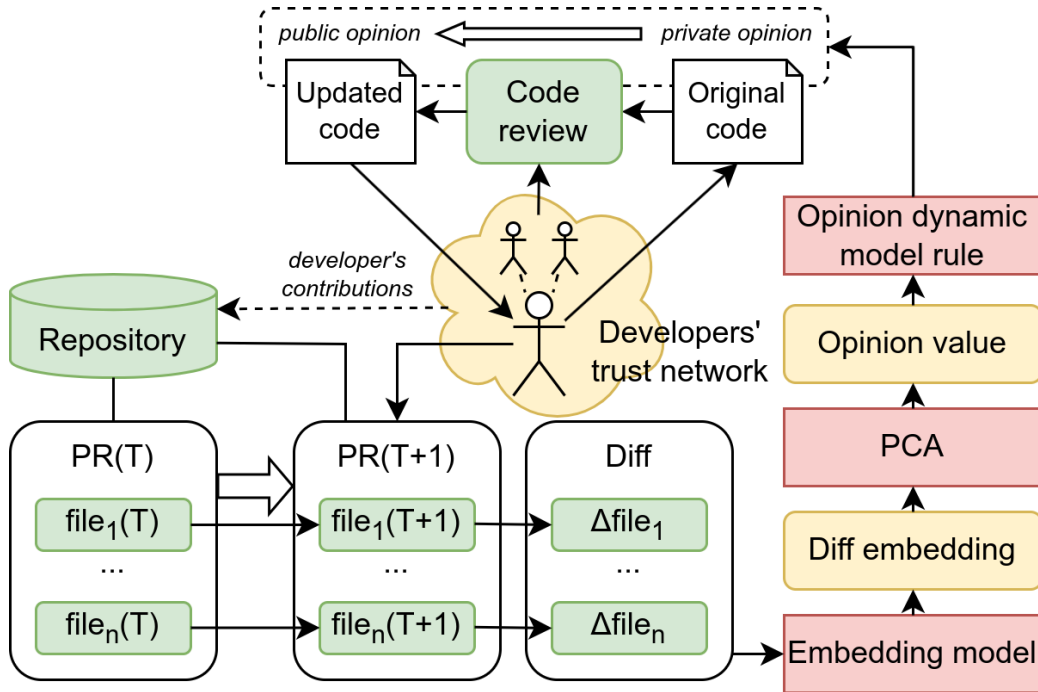 public opinion
private opinion
Updated
code
Code
review
Original
code
Opinion dynamic
model rule
developer's
contributions
Repository
Developers'
trust network
Opinion value
PR(T)
PR(T+1)
Diff
PCA
file₁(T)
file₁(T+1)
Δfile₁
Diff embedding
...
...
...
fileₙ(T)
fileₙ(T+1)
Δfileₙ
Embedding model